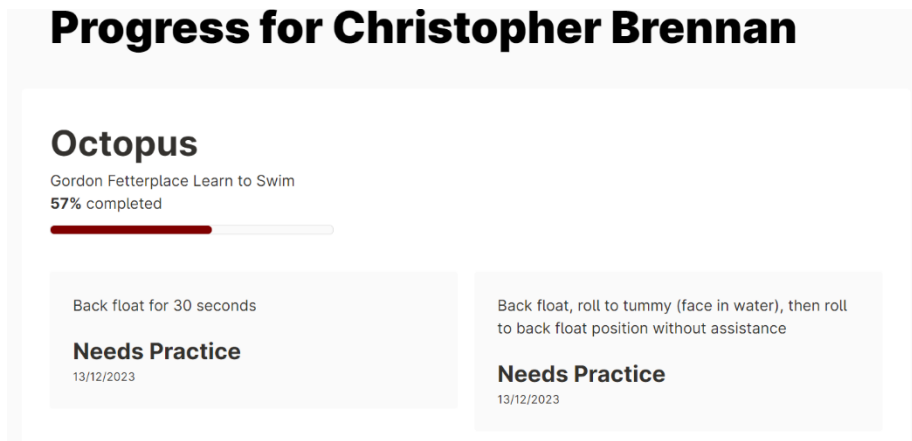 Progress for Christopher Brennan
Octopus
Gordon Fetterplace Learn to Swim
57% completed
Back float for 30 seconds
Needs Practice
13/12/2023
Back float, roll to tummy (face in water), then roll
to back float position without assistance
Needs Practice
13/12/2023